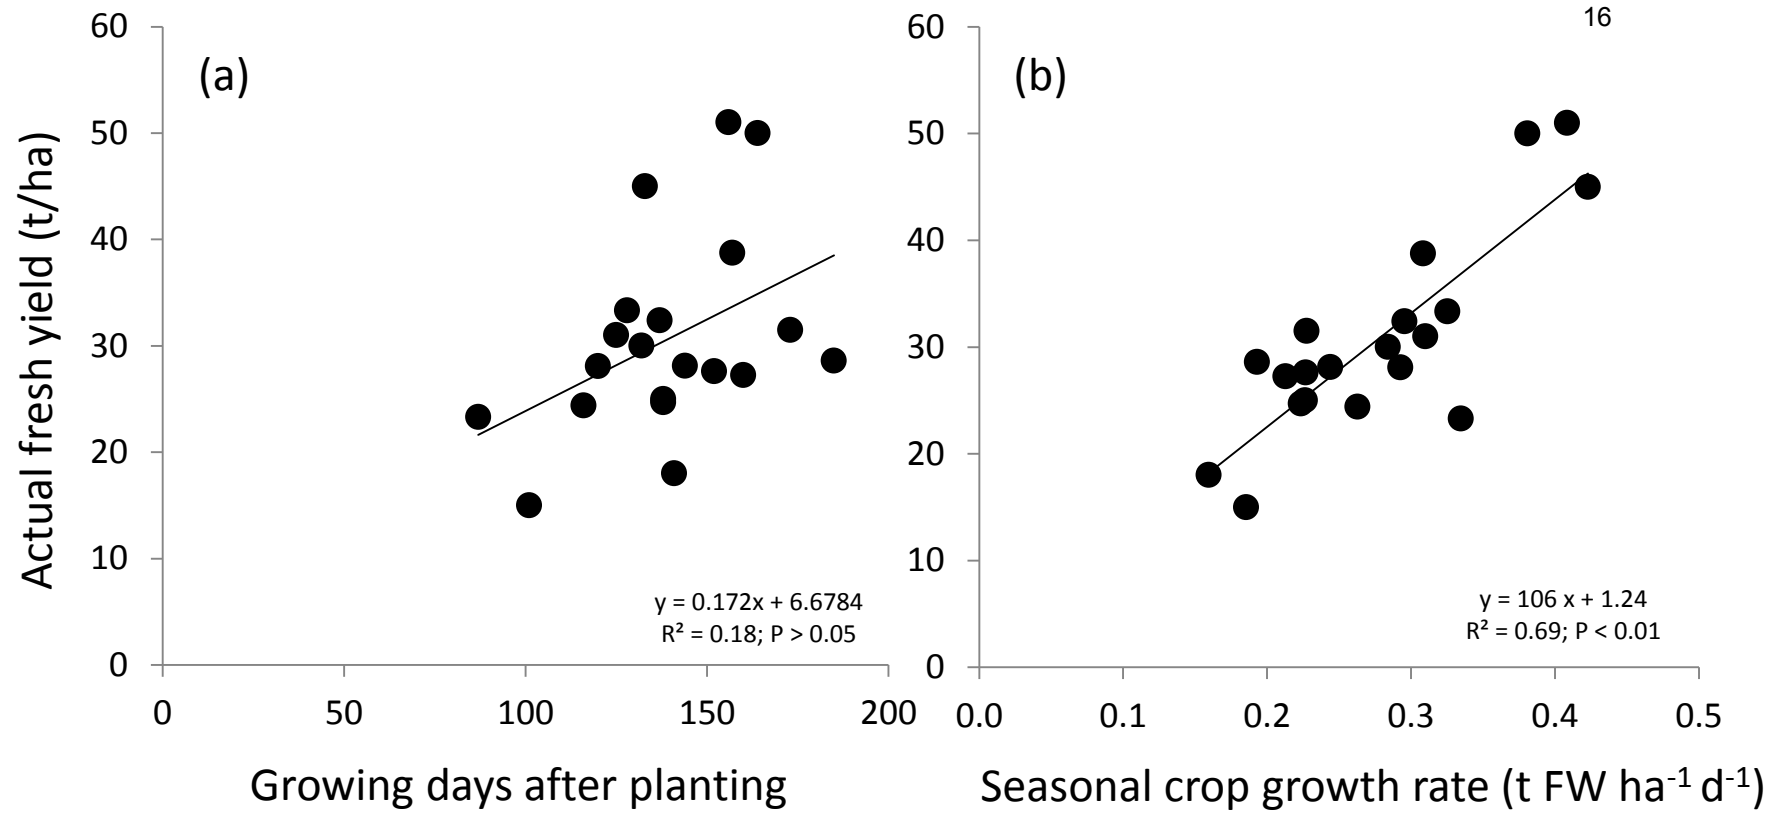 16
(a)
60
50
40
30
20
10
0
Actual fresh yield (t/ha)
y = 0.172x + 6.6784
R² = 0.18; P > 0.05
0 50 100 150 200
Growing days after planting
(b)
60
50
40
30
20
10
0
y = 106 x + 1.24
R² = 0.69; P < 0.01
0.0 0.1 0.2 0.3 0.4 0.5
Seasonal crop growth rate (t FW ha⁻¹ d⁻¹)